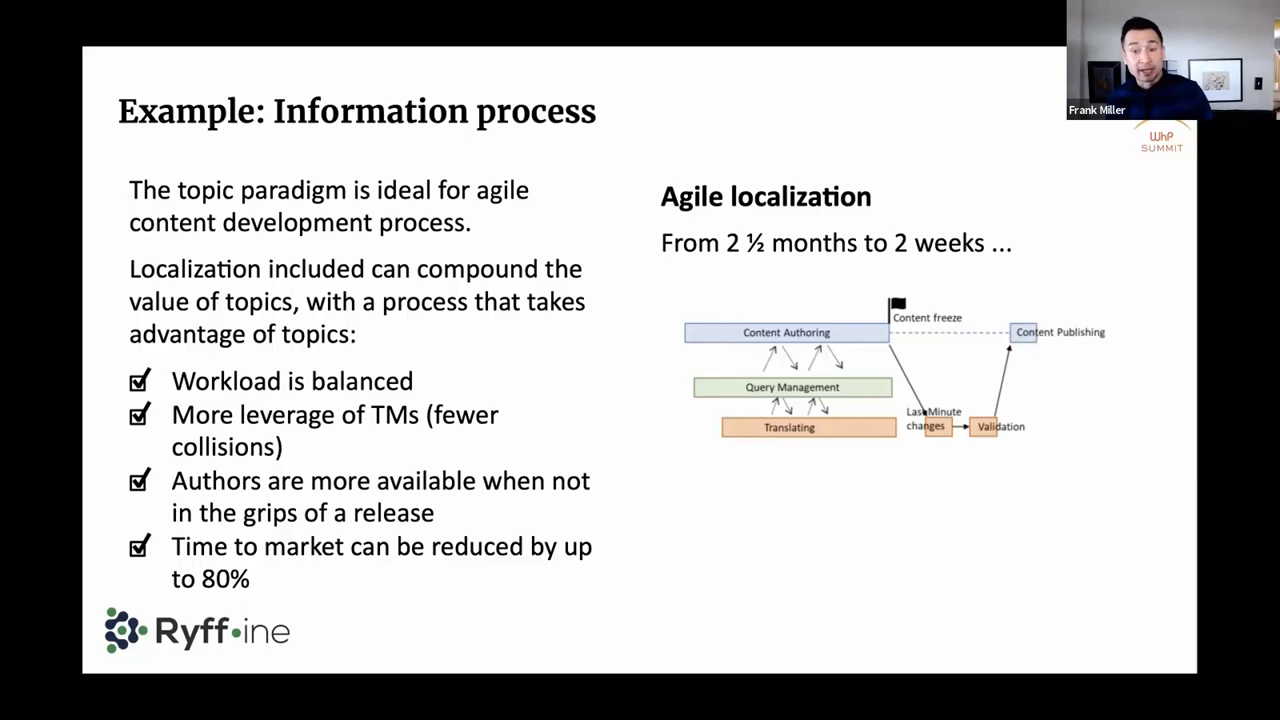 Frank Miller
WhP
SUMMIT
Example: Information process
The topic paradigm is ideal for agile
content development process.
Localization included can compound the
value of topics, with a process that takes
advantage of topics:
Workload is balanced
More leverage of TMs (fewer
collisions)
Authors are more available when not
in the grips of a release
Time to market can be reduced by up
to 80%
Ryff•ine
Agile localization
From 2 ½ months to 2 weeks ...
Content freeze
Content Authoring
Content Publishing
Query Management
Translating
Last Minute
changes
Validation